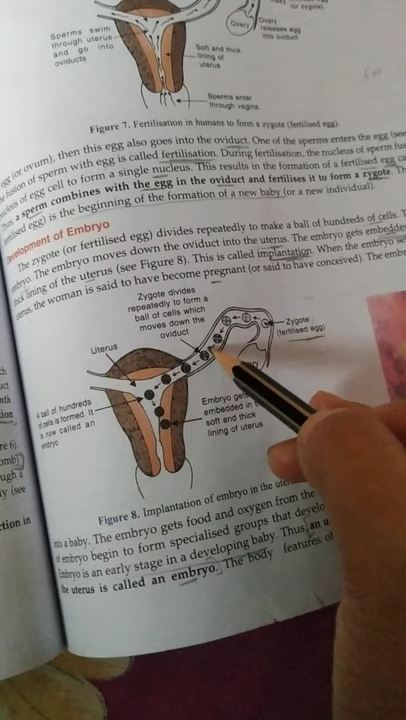 (or zygote)
Sperms swim
through uterus
and go into
oviducts
Ovary
Ovary
releases egg
into oviduct
Soft and thick
lining of
uterus
Sperms enter
through vagina
Figure 7. Fertilisation in humans to form a zygote (fertilised egg).
egg (or ovum), then this egg also goes into the oviduct. One of the sperms enters the egg (see
fusion of sperm with egg is called fertilisation. During fertilisation, the nucleus of sperm fus
nucleus of egg cell to form a single nucleus. This results in the formation of a fertilised egg ca
Thus, a sperm combines with the egg in the oviduct and fertilises it to form a zygote. Th
fertilised egg) is the beginning of the formation of a new baby (or a new individual).
Development of Embryo
The zygote (or fertilised egg) divides repeatedly to make a ball of hundreds of cells. T
embryo. The embryo moves down the oviduct into the uterus. The embryo gets embedded
thick lining of the uterus (see Figure 8). This is called implantation. When the embryo
uterus, the woman is said to have become pregnant (or said to have conceived). The embr
Zygote divides
repeatedly to form a
ball of cells which
moves down the
oviduct
Zygote
(fertilised egg)
Uterus
A ball of hundreds
of cells is formed. It
is now called an
embryo
Embryo gets
embedded in
soft and thick
lining of uterus
Figure 8. Implantation of embryo in the
into a baby. The embryo gets food and oxygen from the
of embryo begin to form specialised groups that develo
Embryo is an early stage in a developing baby. Thus, an u
the uterus is called an embryo. The body features of